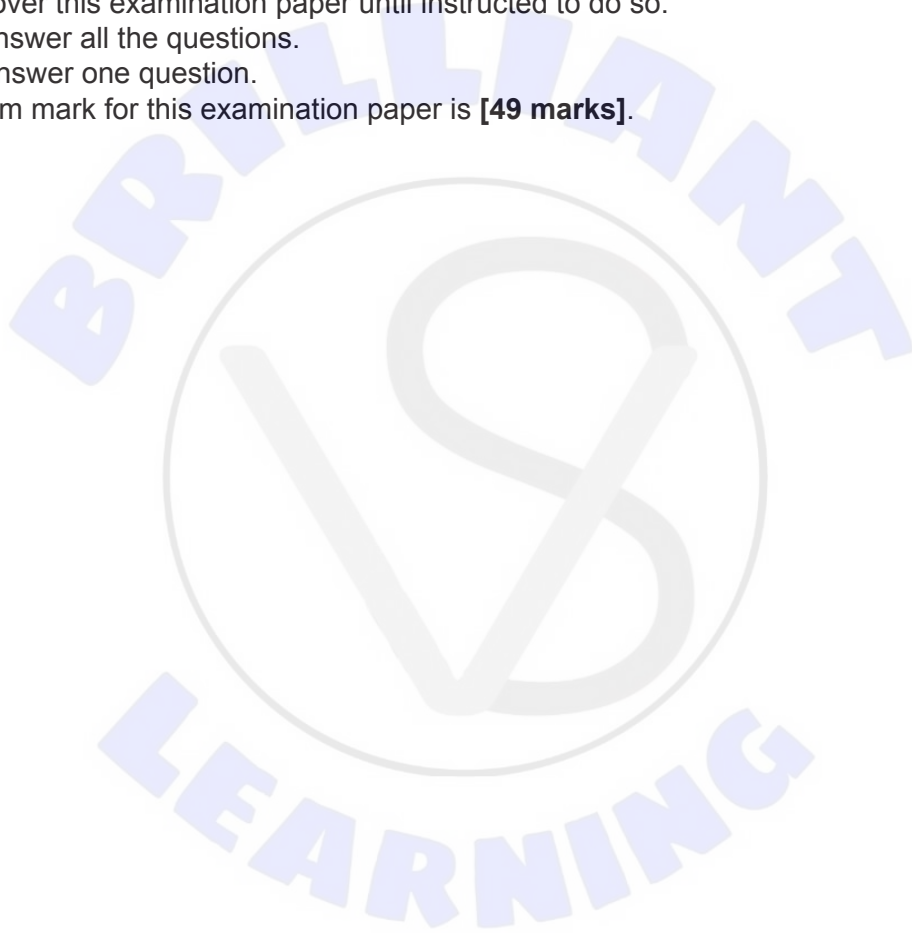 over this examination paper until instructed to do so.
nswer all the questions.
nswer one question.
m mark for this examination paper is [49 marks].
BRILLIANT
VS
LEARNING